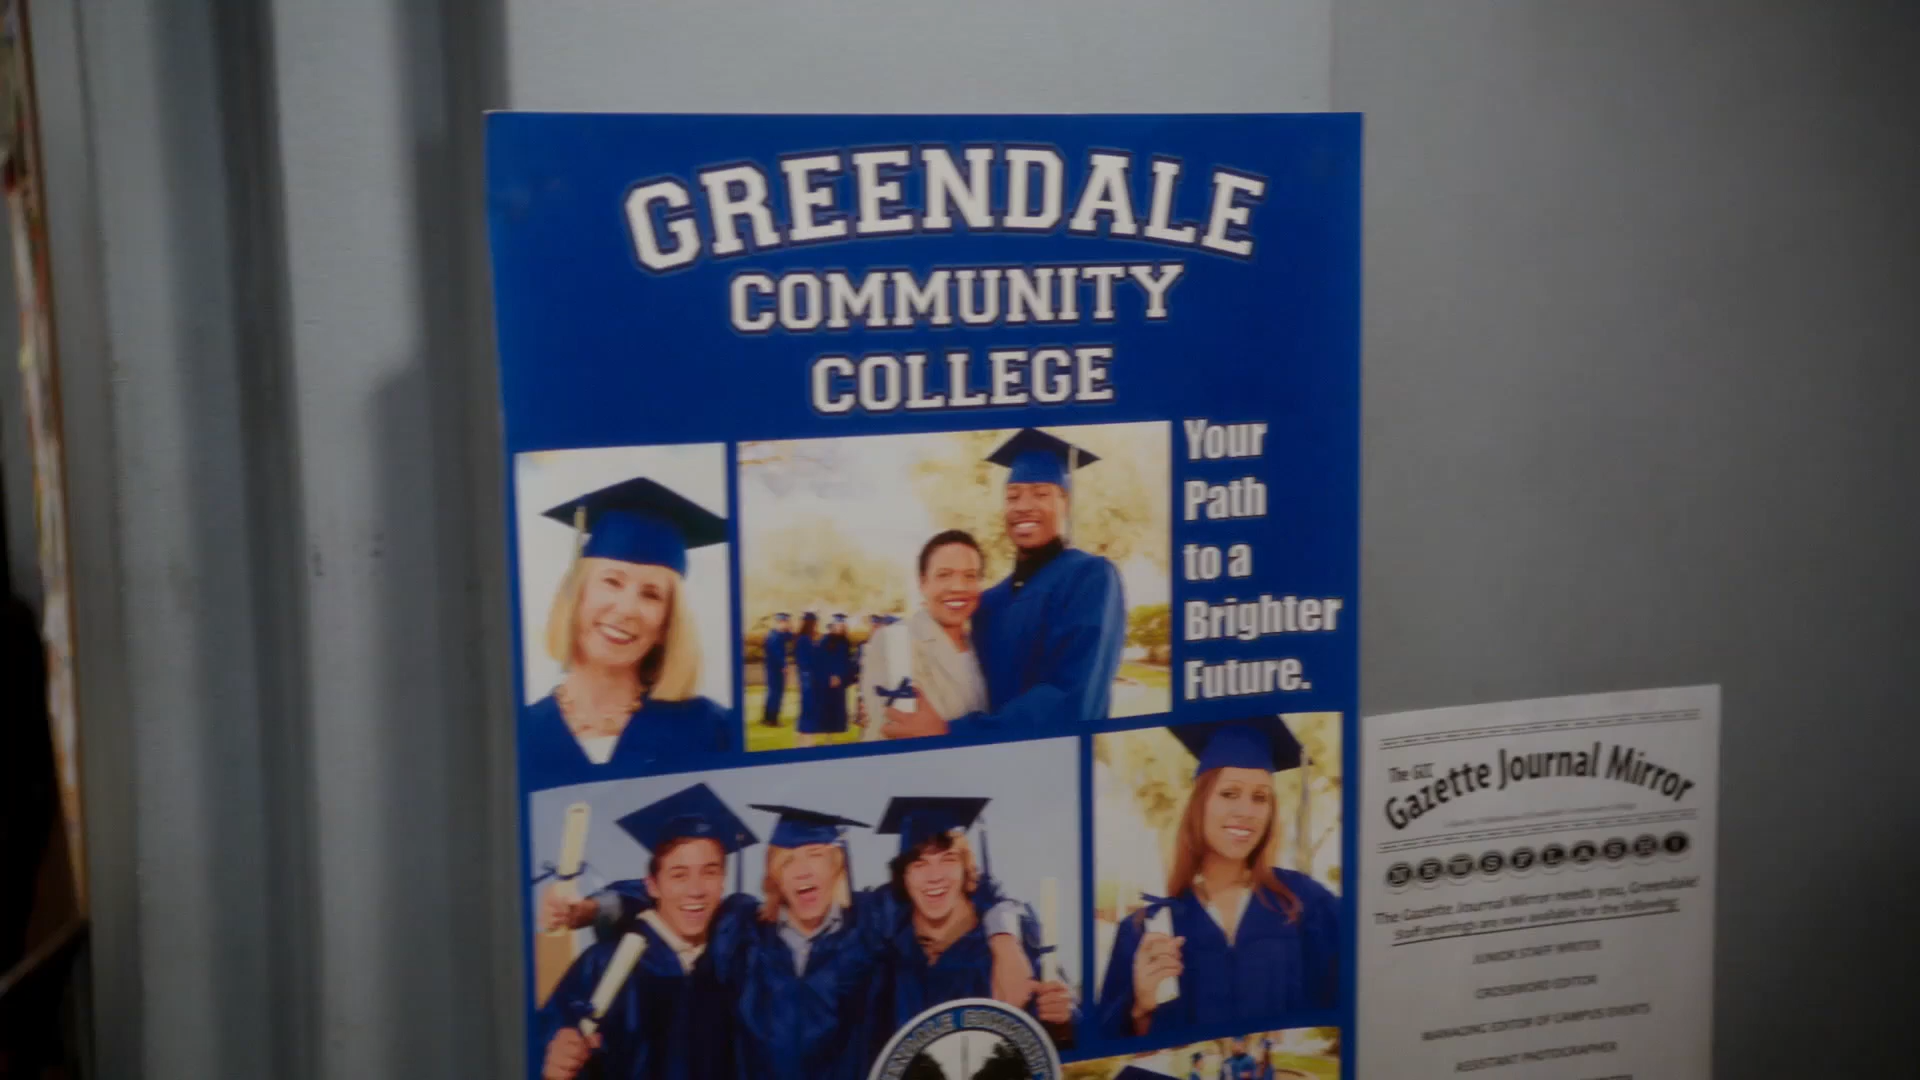 GREENDALE
COMMUNITY
COLLEGE
Your
Path
to a
Brighter
Future.
The GCC
Gazette Journal Mirror
NEWSFLASH!
The Gazette Journal Mirror needs you, Greendale!
Staff openings are now available for the following:
JUNIOR STAFF WRITER
CROSSWORD EDITOR
MANAGING EDITOR OF CAMPUS EVENTS
ASSISTANT PHOTOGRAPHER